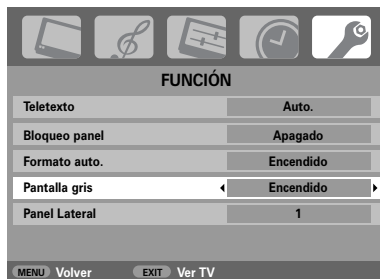 FUNCIÓN
Teletexto Auto.
Bloqueo panel Apagado
Formato auto. Encendido
Pantalla gris Encendido
Panel Lateral 1
MENU Volver EXIT Ver TV